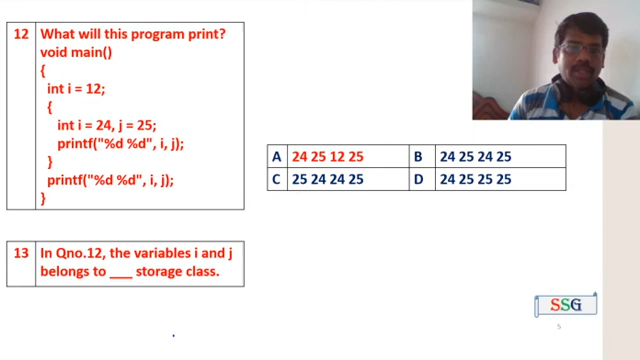 12 What will this program print?
void main()
{
int i = 12;
{
int i = 24, j = 25;
printf("%d %d", i, j);
}
printf("%d %d", i, j);
}
A 24 25 12 25 B 24 25 24 25
C 25 24 24 25 D 24 25 25 25
13 In Qno.12, the variables i and j
belongs to ___ storage class.
SSG
5